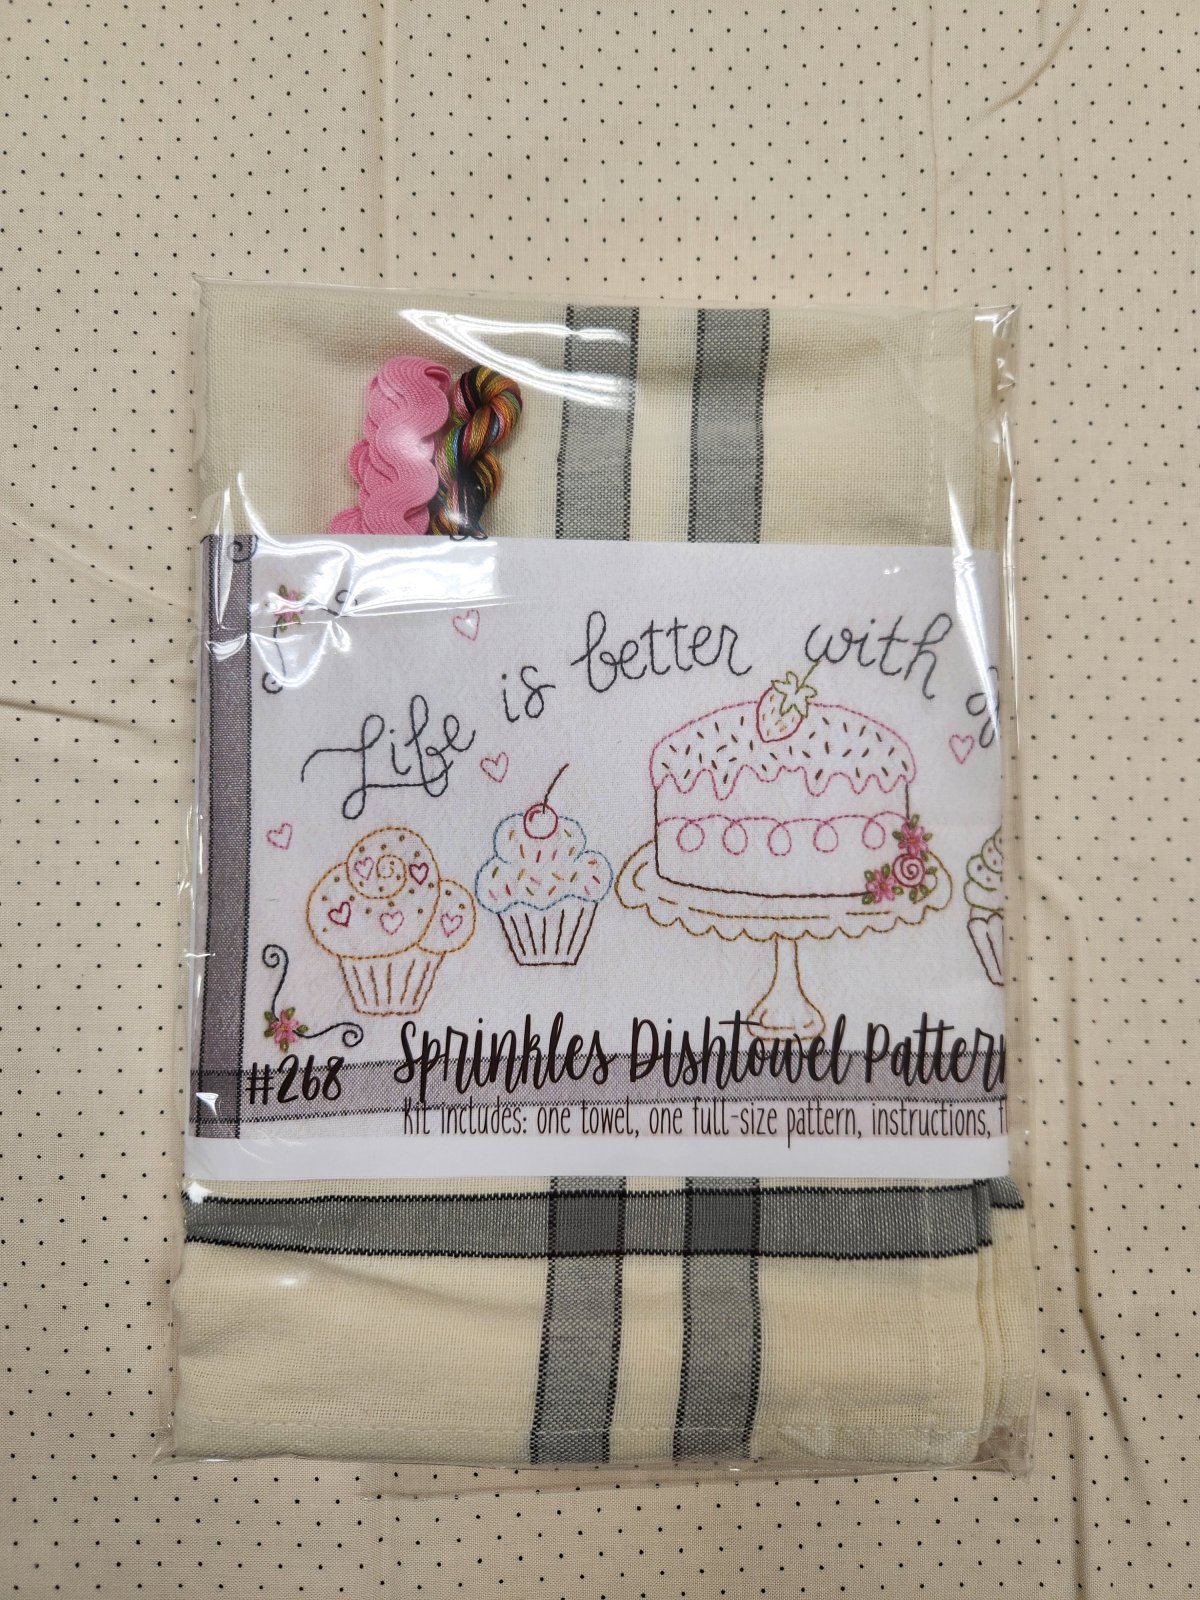 Life is better with
#268 Sprinkles Dishtowel Pattern
Kit includes: one towel, one full-size pattern, instructions,